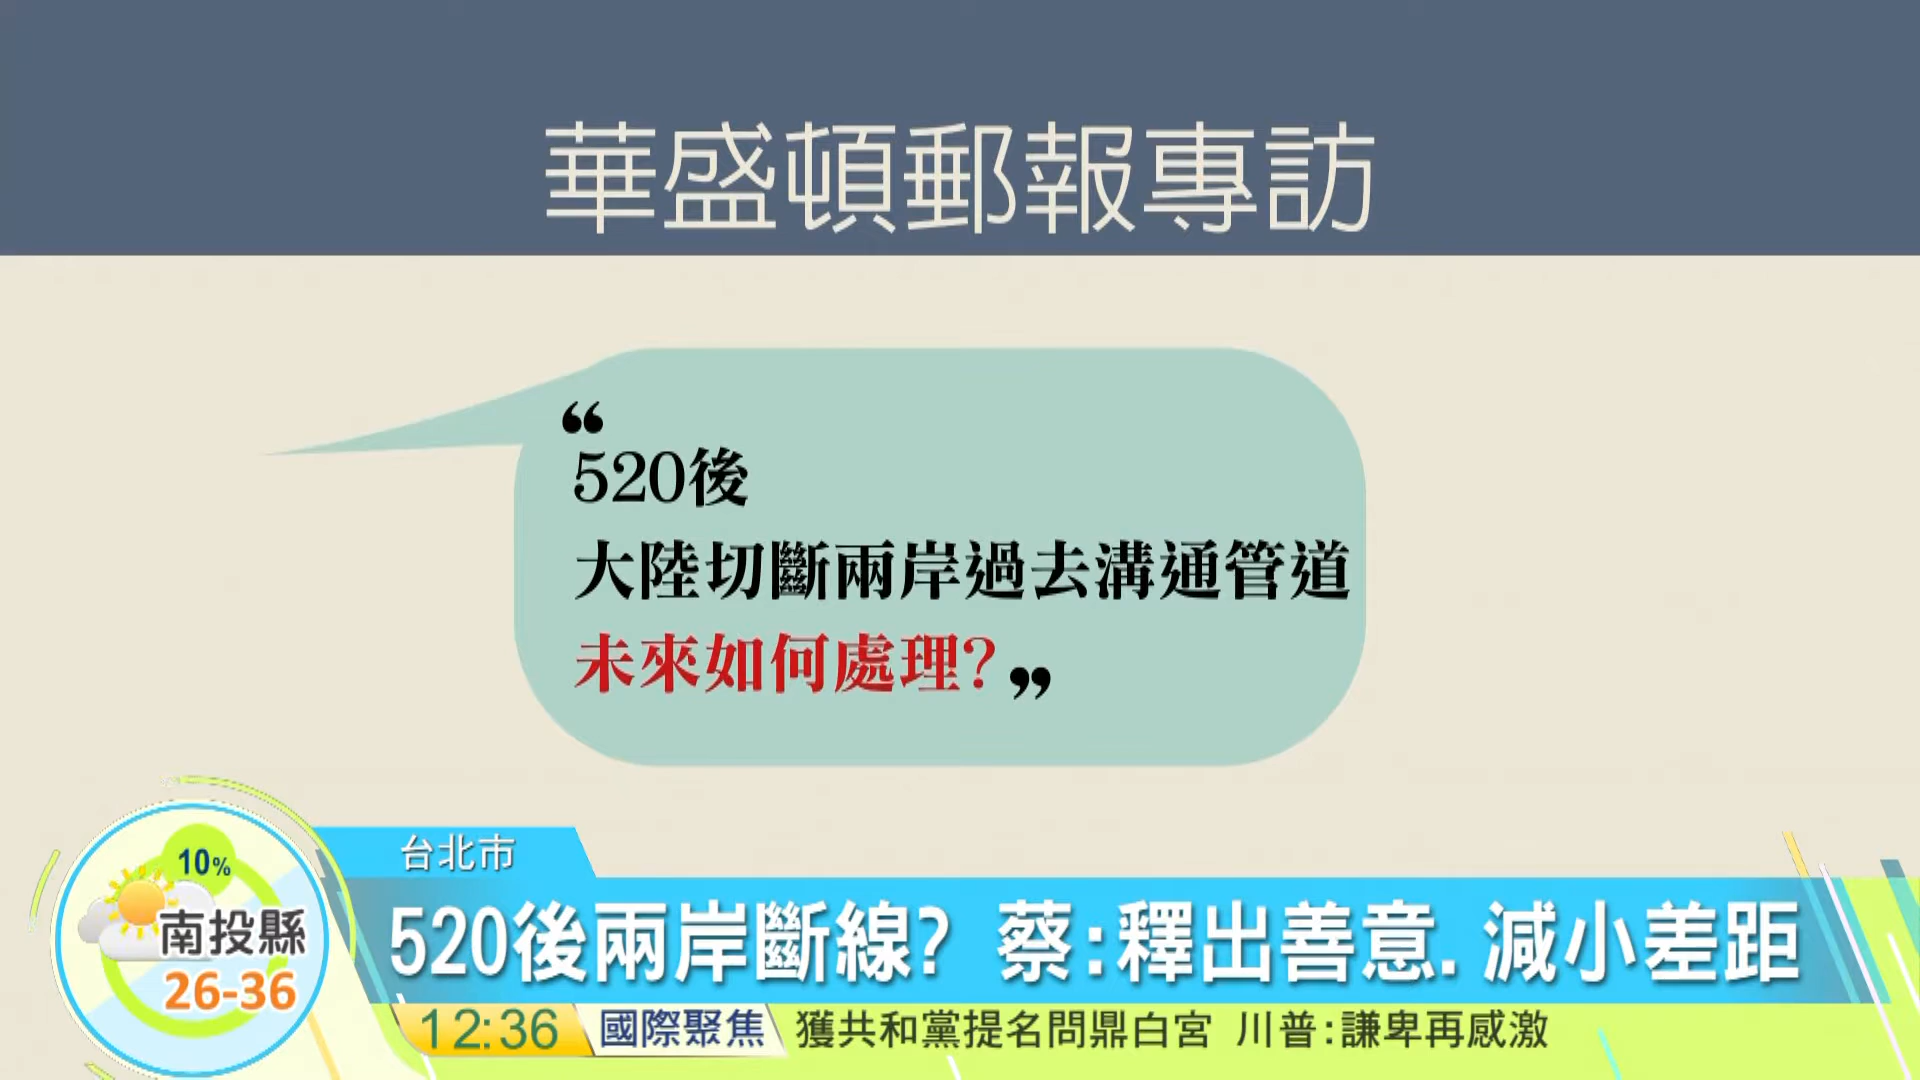 華盛頓郵報專訪
“
520後
大陸切斷兩岸過去溝通管道
未來如何處理？”
台北市
10%
南投縣
26-36
520後兩岸斷線? 蔡:釋出善意.減小差距
12:36 國際聚焦 獲共和黨提名問鼎白宮 川普:謙卑再感激